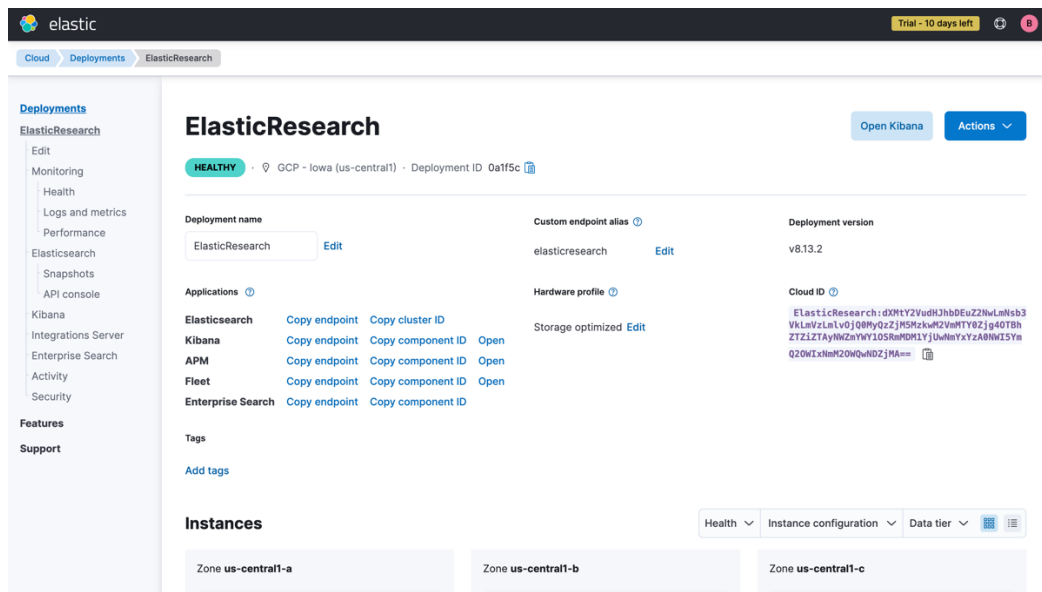 elastic
Trial - 10 days left
B
Cloud
Deployments
ElasticResearch
Deployments
ElasticResearch
Edit
Monitoring
Health
Logs and metrics
Performance
Elasticsearch
Snapshots
API console
Kibana
Integrations Server
Enterprise Search
Activity
Security
Features
Support
ElasticResearch
Open Kibana
Actions
HEALTHY · GCP - Iowa (us-central1) · Deployment ID 0a1f5c
Deployment name
ElasticResearch Edit
Custom endpoint alias
elasticresearch Edit
Deployment version
v8.13.2
Applications
Elasticsearch Copy endpoint Copy cluster ID
Kibana Copy endpoint Copy component ID Open
APM Copy endpoint Copy component ID Open
Fleet Copy endpoint Copy component ID Open
Enterprise Search Copy endpoint Copy component ID
Hardware profile
Storage optimized Edit
Cloud ID
ElasticResearch:dXMtY2VudHJhbDEuZ2NwLmNsb3
VkLmVzLmlvOjQ0MyQzZjM5MzkwM2VmMTY0Zjg4OTBh
ZTZiZTAyNWZmYWY1OSRmMDM1YjUwNmYxYzA0NWI5Ym
Q2OWIxNmM2OWQwNDZjMA==
Tags
Add tags
Instances
Health
Instance configuration
Data tier
Zone us-central1-a
Zone us-central1-b
Zone us-central1-c